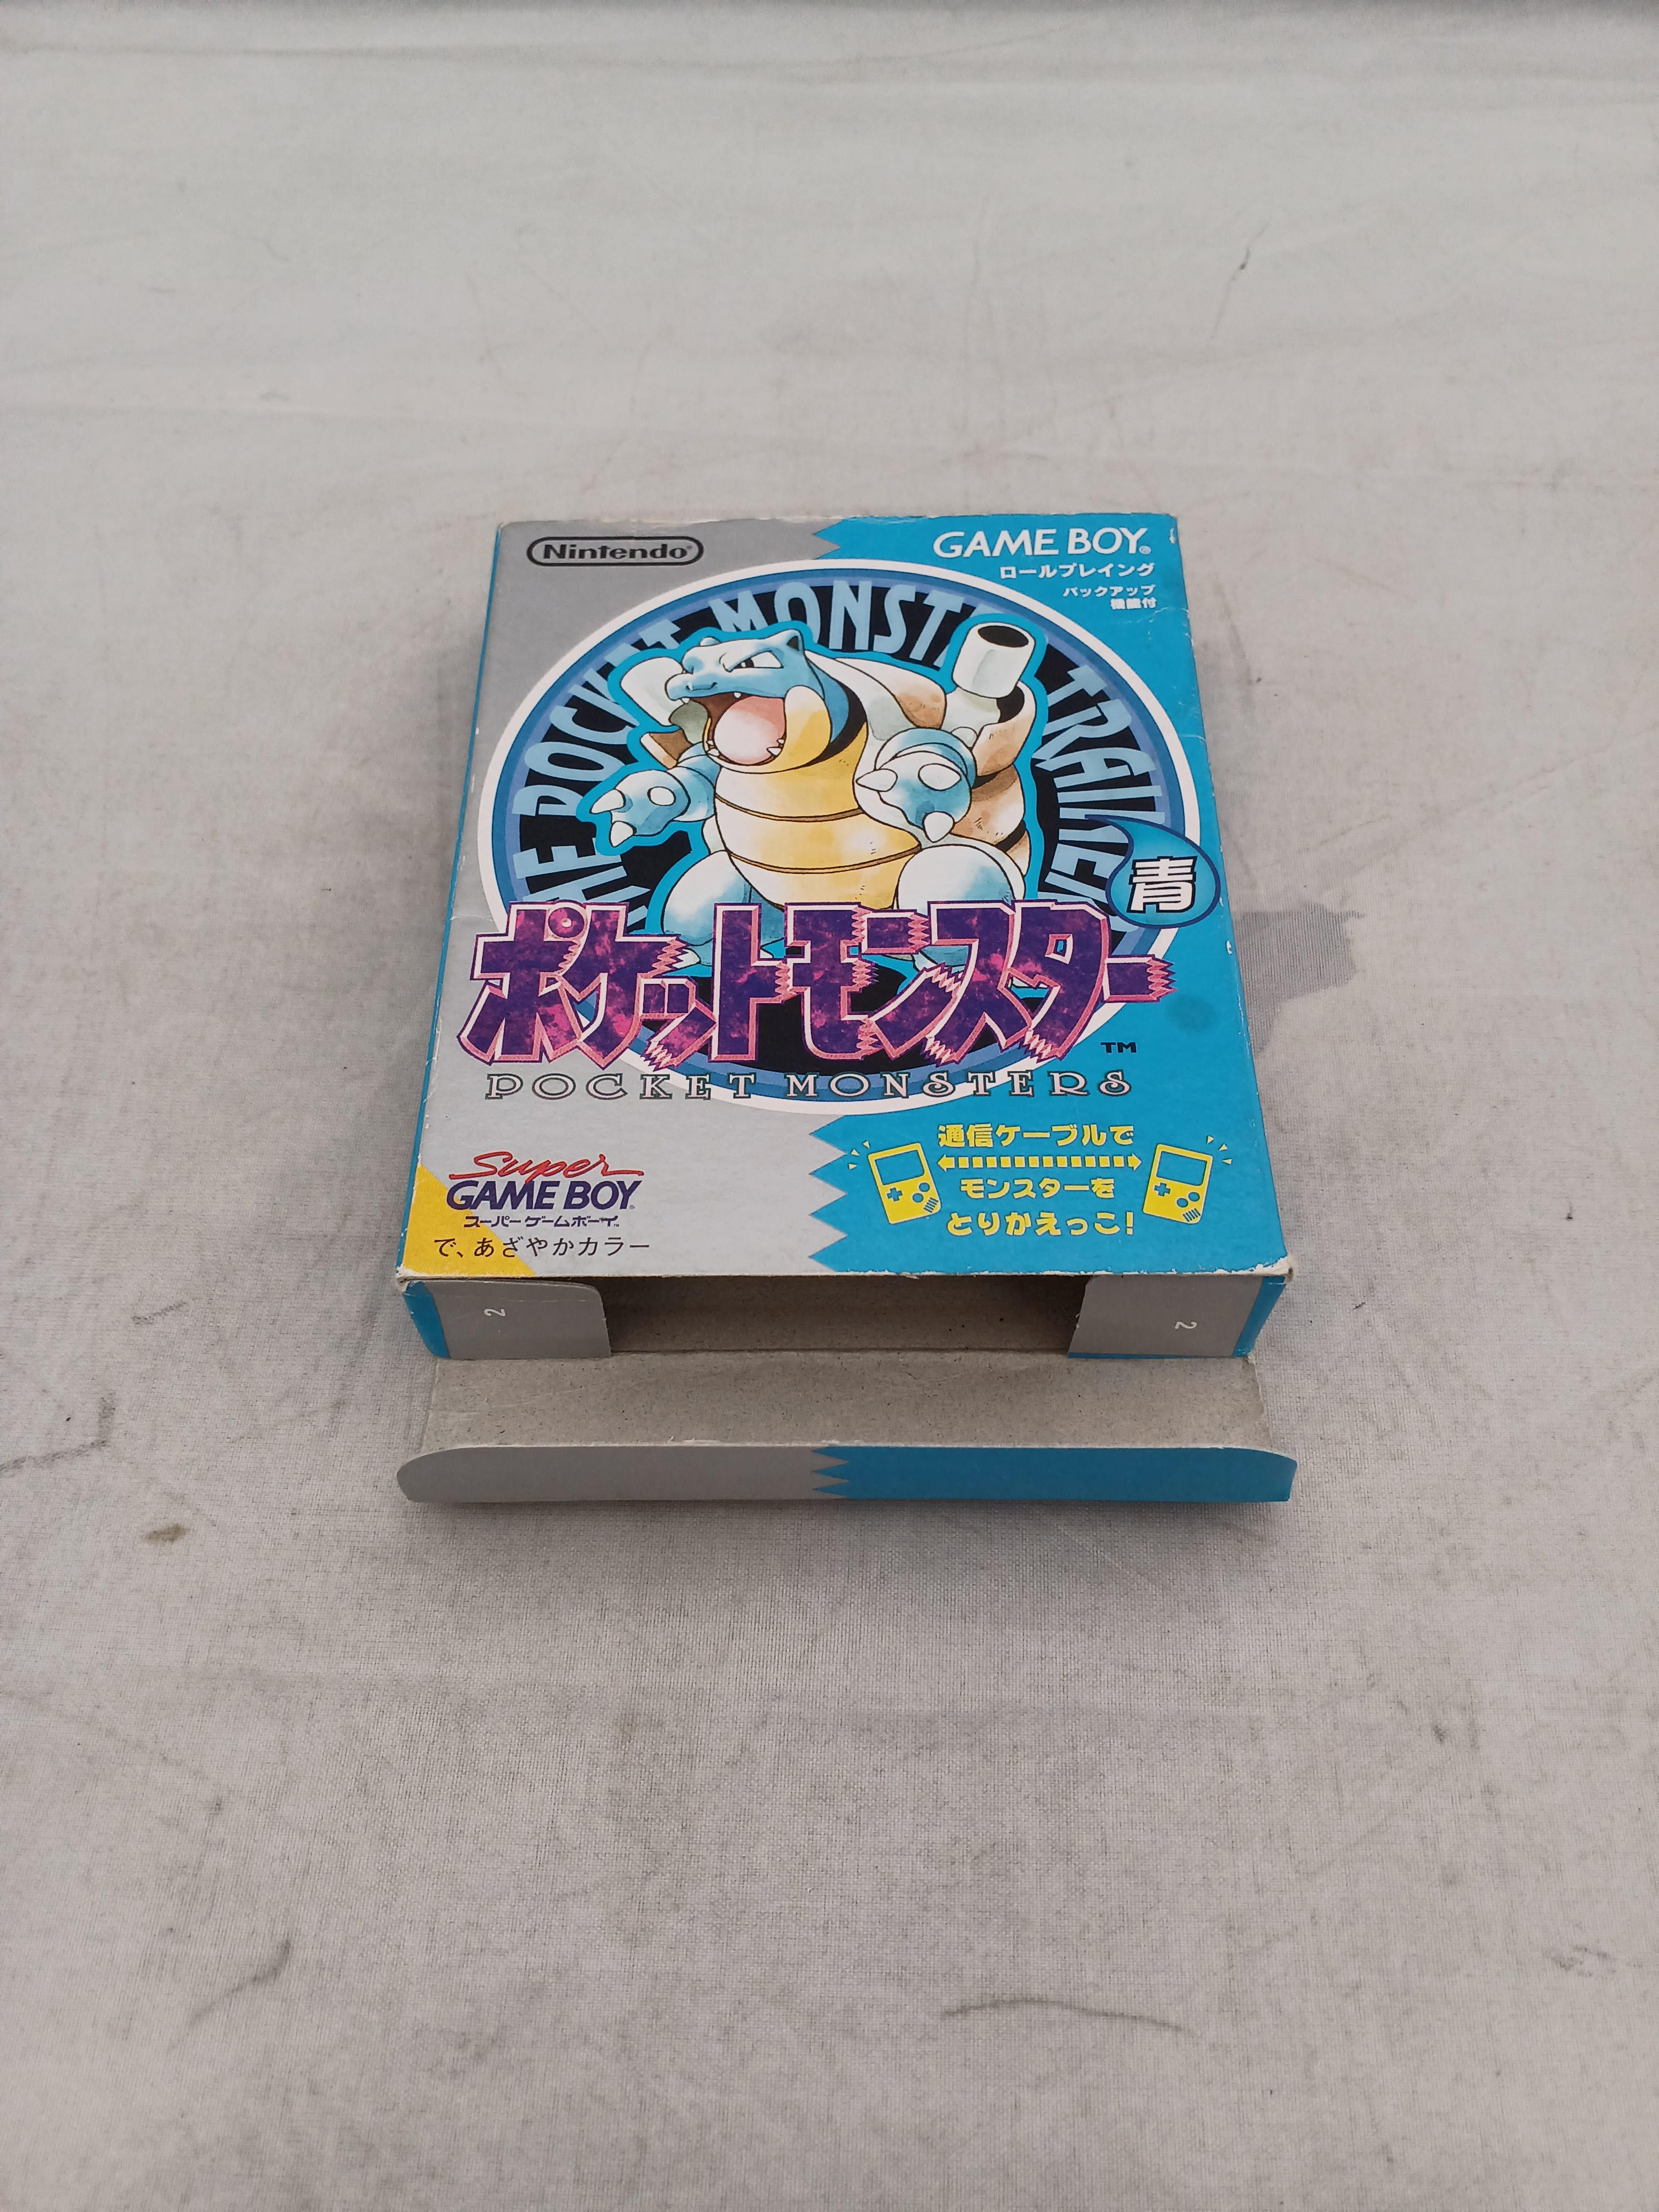 Nintendo®
GAME BOY®
ロールプレイング
バックアップ
機能付
THE POCKET MONSTER TRAINER
青
ポケットモンスター
TM
POCKET MONSTERS
Super
GAME BOY
スーパーゲームボーイ
で、あざやかカラー
通信ケーブルで
モンスターを
とりかえっこ!
2
2